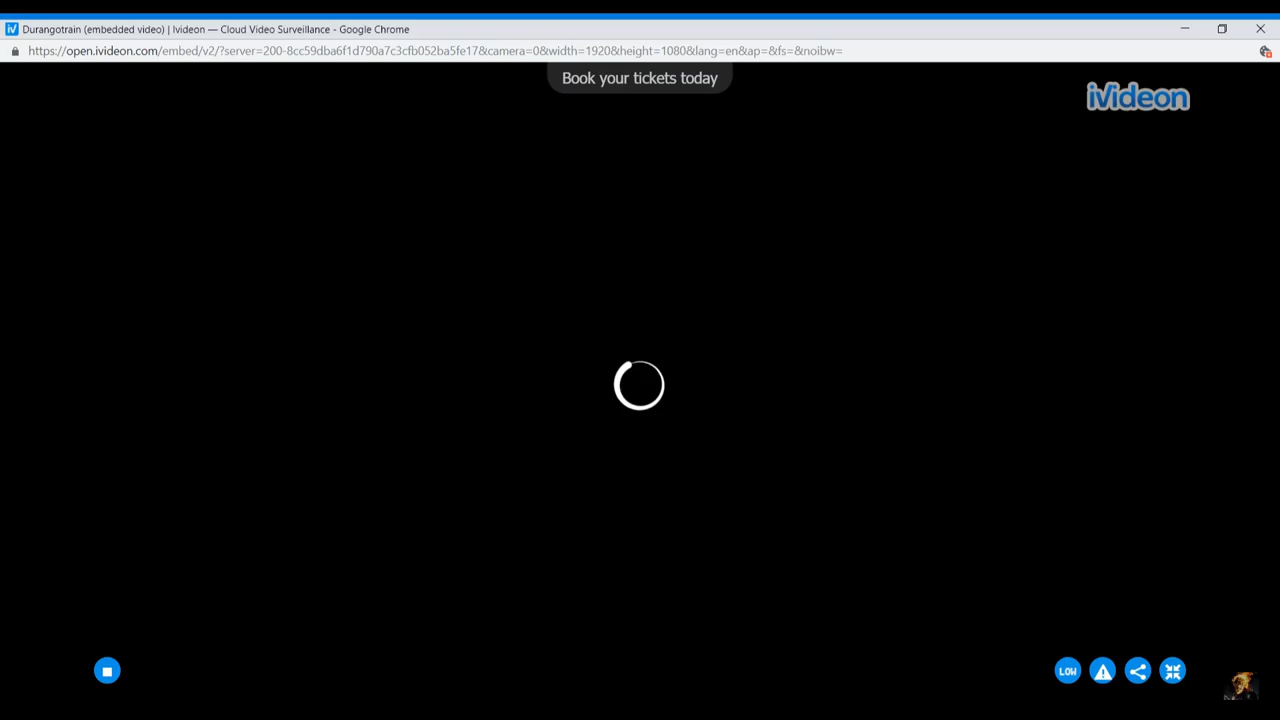 iV Durangotrain (embedded video) | Ivideon — Cloud Video Surveillance - Google Chrome
https://open.ivideon.com/embed/v2/?server=200-8cc59dba6f1d790a7c3cfb052ba5fe17&camera=0&width=1920&height=1080&lang=en&ap=&fs=&noibw=
Book your tickets today
iVideon
LOW